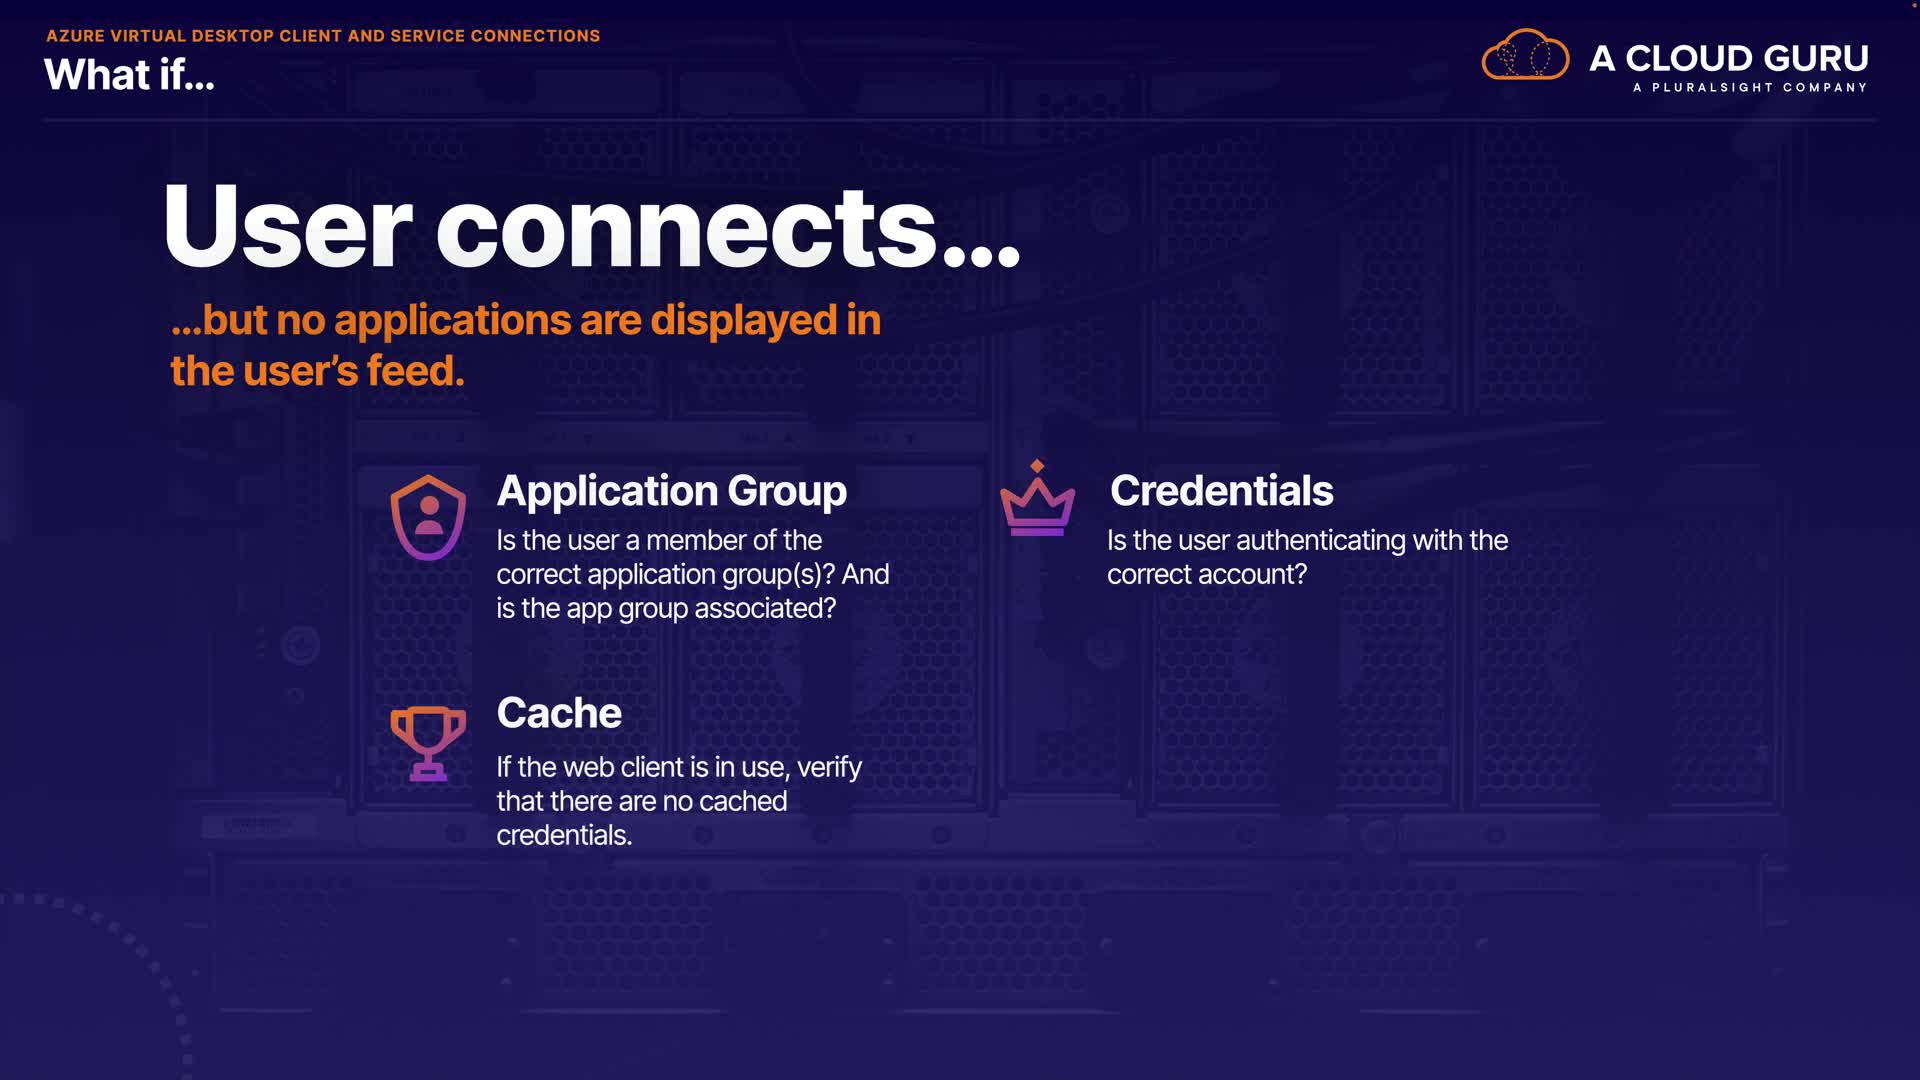 AZURE VIRTUAL DESKTOP CLIENT AND SERVICE CONNECTIONS
What if...
A CLOUD GURU
A PLURALSIGHT COMPANY
User connects...
...but no applications are displayed in
the user’s feed.
Application Group
Is the user a member of the
correct application group(s)? And
is the app group associated?
Credentials
Is the user authenticating with the
correct account?
Cache
If the web client is in use, verify
that there are no cached
credentials.